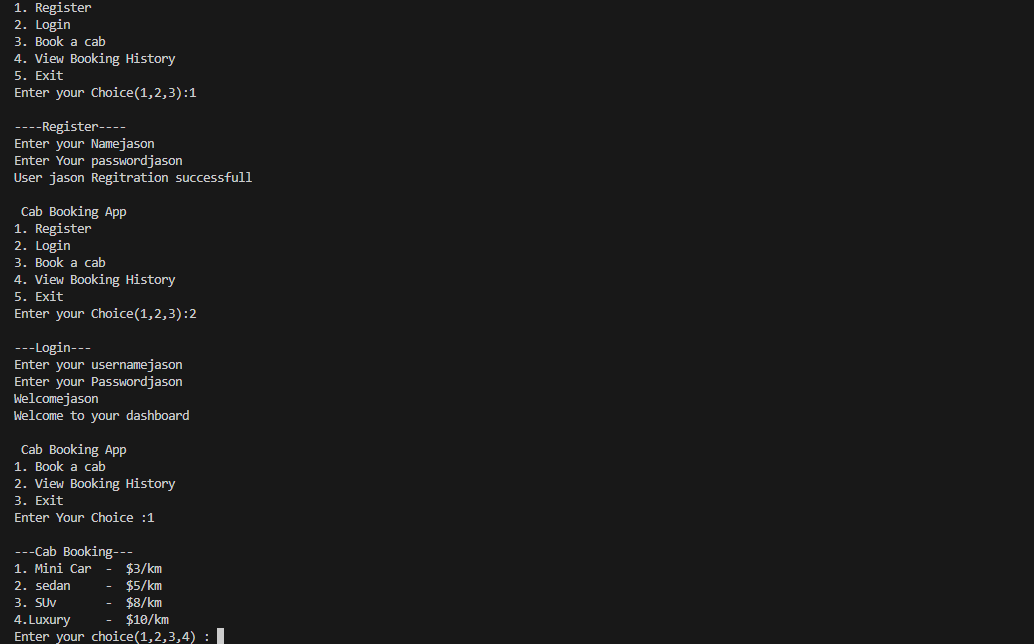 1. Register
2. Login
3. Book a cab
4. View Booking History
5. Exit
Enter your Choice(1,2,3):1
----Register----
Enter your Namejason
Enter Your passwordjason
User jason Regitration successfull
Cab Booking App
1. Register
2. Login
3. Book a cab
4. View Booking History
5. Exit
Enter your Choice(1,2,3):2
---Login---
Enter your usernamejason
Enter your Passwordjason
Welcomejason
Welcome to your dashboard
Cab Booking App
1. Book a cab
2. View Booking History
3. Exit
Enter Your Choice :1
---Cab Booking---
1. Mini Car  -  $3/km
2. sedan     -  $5/km
3. SUv       -  $8/km
4.Luxury     -  $10/km
Enter your choice(1,2,3,4) :